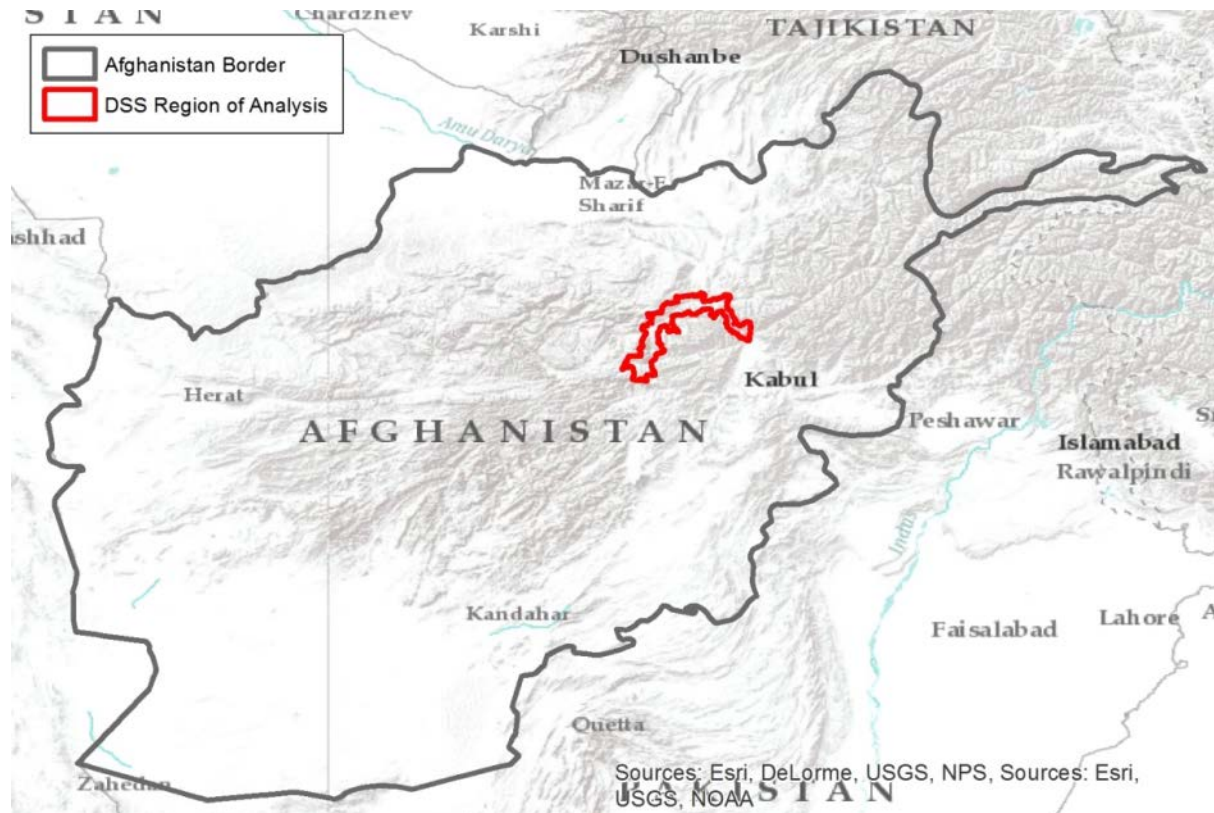 STAN
Chardzhev
Karshi
TAJIKISTAN
Dushanbe
Afghanistan Border
DSS Region of Analysis
Amu Darya
Mazar-E
Sharif
shhad
Herat
Kabul
AFGHANISTAN
Peshawar
Islamabad
Rawalpindi
Indus
Kandahar
Faisalabad
Lahore
A
Quetta
Zahedan
Sources: Esri, DeLorme, USGS, NPS, Sources: Esri,
USGS, NOAA
PAKISTAN